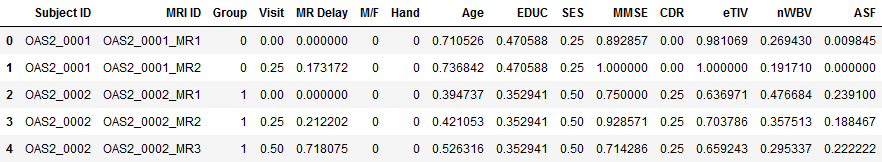 Subject ID MRI ID Group Visit MR Delay M/F Hand Age EDUC SES MMSE CDR eTIV nWBV ASF
0 OAS2_0001 OAS2_0001_MR1 0 0.00 0.000000 0 0 0.710526 0.470588 0.25 0.892857 0.00 0.981069 0.269430 0.009845
1 OAS2_0001 OAS2_0001_MR2 0 0.25 0.173172 0 0 0.736842 0.470588 0.25 1.000000 0.00 1.000000 0.191710 0.000000
2 OAS2_0002 OAS2_0002_MR1 1 0.00 0.000000 0 0 0.394737 0.352941 0.50 0.750000 0.25 0.636971 0.476684 0.239100
3 OAS2_0002 OAS2_0002_MR2 1 0.25 0.212202 0 0 0.421053 0.352941 0.50 0.928571 0.25 0.703786 0.357513 0.188467
4 OAS2_0002 OAS2_0002_MR3 1 0.50 0.718075 0 0 0.526316 0.352941 0.50 0.714286 0.25 0.659243 0.295337 0.222222